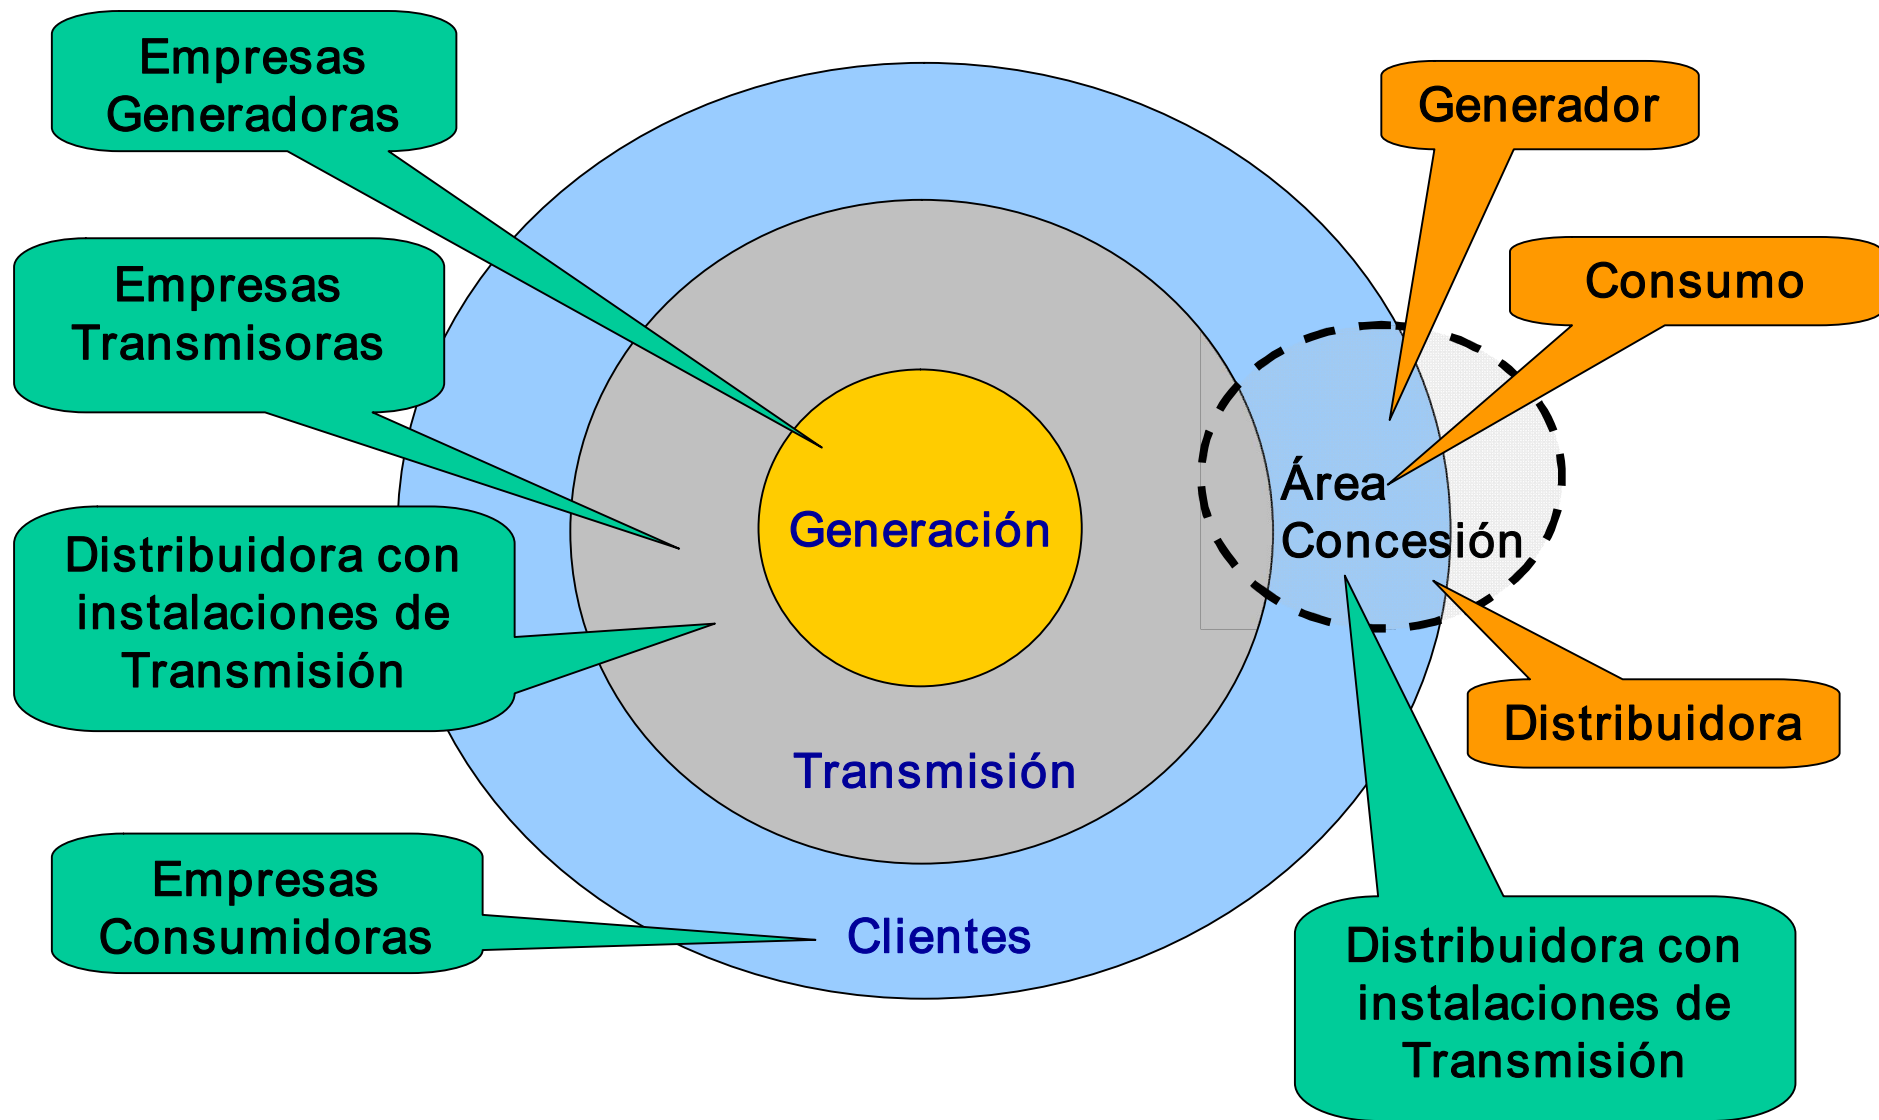 Empresas
Generadoras
Generador
Empresas
Transmisoras
Consumo
Área
Concesión
Generación
Distribuidora con
instalaciones de
Transmisión
Distribuidora
Transmisión
Empresas
Consumidoras
Clientes
Distribuidora con
instalaciones de
Transmisión